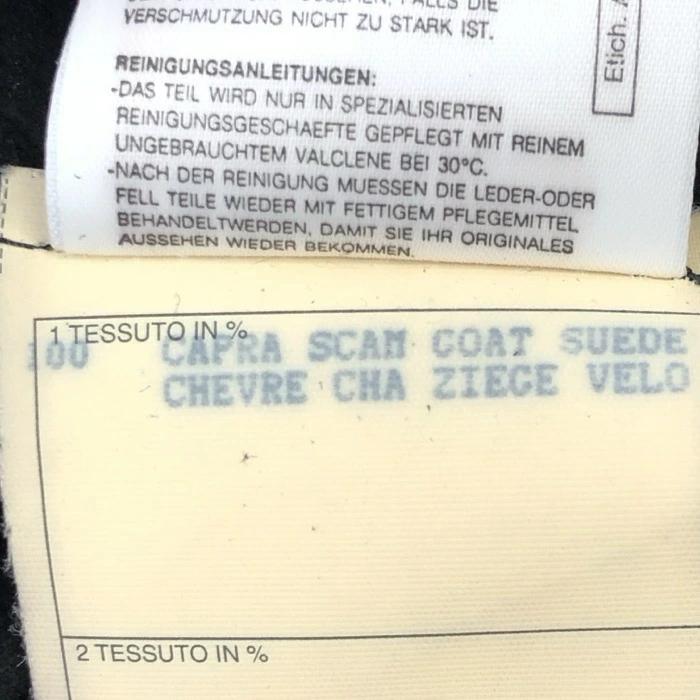 FALLS DIE
VERSCHMUTZUNG NICHT ZU STARK IST.
REINIGUNGSANLEITUNGEN:
-DAS TEIL WIRD NUR IN SPEZIALISIERTEN
REINIGUNGSGESCHAEFTE GEPFLEGT MIT REINEM
UNGEBRAUCHTEM VALCLENE BEI 30°C.
-NACH DER REINIGUNG MUESSEN DIE LEDER-ODER
FELL TEILE WIEDER MIT FETTIGEM PFLEGEMITTEL
BEHANDELTWERDEN, DAMIT SIE IHR ORIGINALES
AUSSEHEN WIEDER BEKOMMEN.
Etich.
1 TESSUTO IN %
100 CAPRA SCAM GOAT SUEDE
CHEVRE CHA ZIEGE VELO
2 TESSUTO IN %